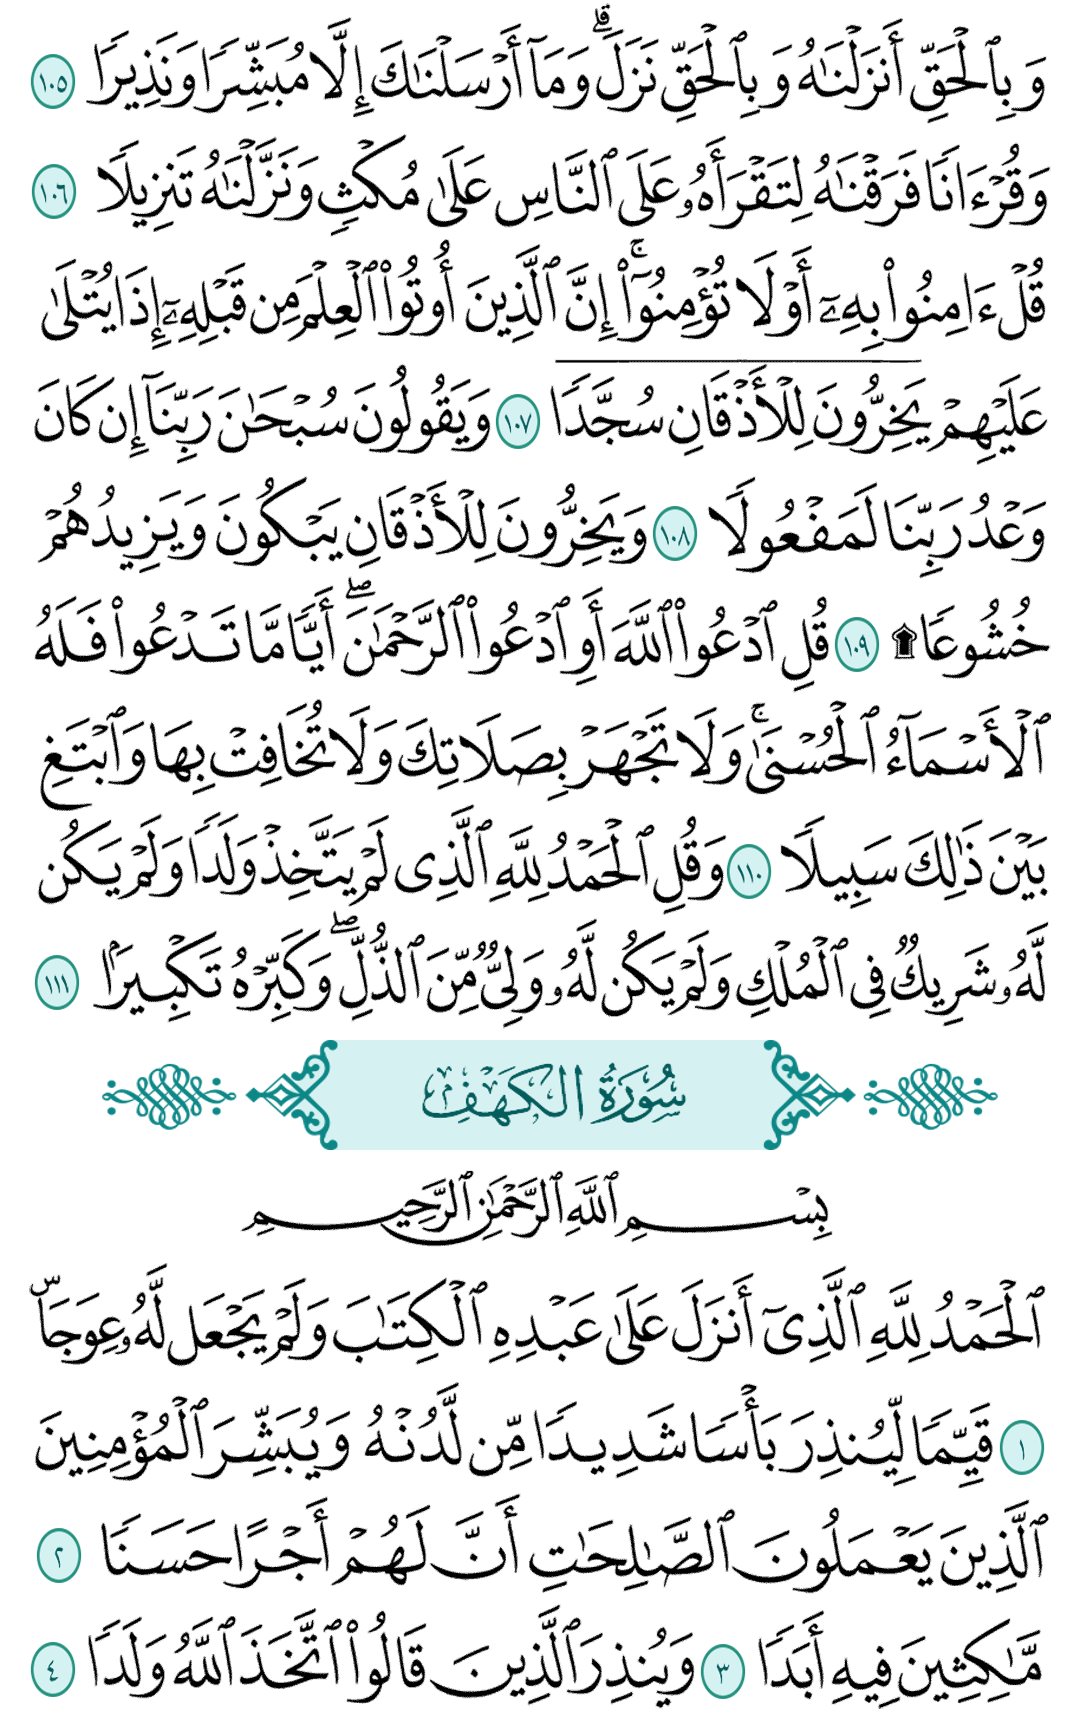 وَبِٱلْحَقِّ أَنزَلْنَٰهُ وَبِٱلْحَقِّ نَزَلَ ۗ وَمَآ أَرْسَلْنَٰكَ إِلَّا مُبَشِّرًا وَنَذِيرًا ١٠٥
وَقُرْءَانًا فَرَقْنَٰهُ لِتَقْرَأَهُۥ عَلَى ٱلنَّاسِ عَلَىٰ مُكْثٍ وَنَزَّلْنَٰهُ تَنزِيلًا ١٠٦
قُلْ ءَامِنُوا۟ بِهِۦٓ أَوْ لَا تُؤْمِنُوٓا۟ ۚ إِنَّ ٱلَّذِينَ أُوتُوا۟ ٱلْعِلْمَ مِن قَبْلِهِۦٓ إِذَا يُتْلَىٰ
عَلَيْهِمْ يَخِرُّونَ لِلْأَذْقَانِ سُجَّدًا ١٠٧ وَيَقُولُونَ سُبْحَٰنَ رَبِّنَآ إِن كَانَ
وَعْدُ رَبِّنَا لَمَفْعُولًا ١٠٨ وَيَخِرُّونَ لِلْأَذْقَانِ يَبْكُونَ وَيَزِيدُهُمْ
خُشُوعًا ۩ ١٠٩ قُلِ ٱدْعُوا۟ ٱللَّهَ أَوِ ٱدْعُوا۟ ٱلرَّحْمَٰنَ ۖ أَيًّا مَّا تَدْعُوا۟ فَلَهُ
ٱلْأَسْمَآءُ ٱلْحُسْنَىٰ ۚ وَلَا تَجْهَرْ بِصَلَاتِكَ وَلَا تُخَافِتْ بِهَا وَٱبْتَغِ
بَيْنَ ذَٰلِكَ سَبِيلًا ١١٠ وَقُلِ ٱلْحَمْدُ لِلَّهِ ٱلَّذِى لَمْ يَتَّخِذْ وَلَدًا وَلَمْ يَكُن
لَّهُۥ شَرِيكٌ فِى ٱلْمُلْكِ وَلَمْ يَكُن لَّهُۥ وَلِىٌّ مِّنَ ٱلذُّلِّ ۖ وَكَبِّرْهُ تَكْبِيرًۢا ١١١
سُورَةُ الكَهْفِ
بِسْمِ ٱللَّهِ ٱلرَّحْمَٰنِ ٱلرَّحِيمِ
ٱلْحَمْدُ لِلَّهِ ٱلَّذِىٓ أَنزَلَ عَلَىٰ عَبْدِهِ ٱلْكِتَٰبَ وَلَمْ يَجْعَل لَّهُۥ عِوَجَاۜ
١ قَيِّمًا لِّيُنذِرَ بَأْسًا شَدِيدًا مِّن لَّدُنْهُ وَيُبَشِّرَ ٱلْمُؤْمِنِينَ
ٱلَّذِينَ يَعْمَلُونَ ٱلصَّٰلِحَٰتِ أَنَّ لَهُمْ أَجْرًا حَسَنًا ٢
مَّٰكِثِينَ فِيهِ أَبَدًا ٣ وَيُنذِرَ ٱلَّذِينَ قَالُوا۟ ٱتَّخَذَ ٱللَّهُ وَلَدًا ٤